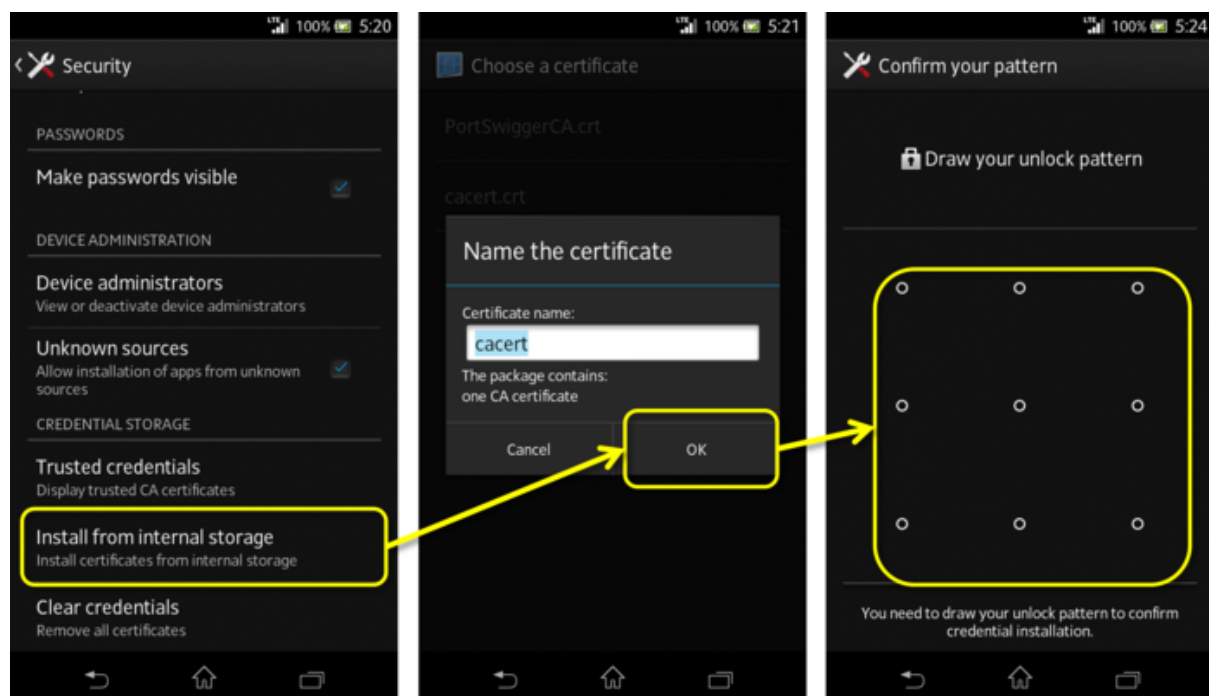 LTE 100% 5:20
Security
PASSWORDS
Make passwords visible
DEVICE ADMINISTRATION
Device administrators
View or deactivate device administrators
Unknown sources
Allow installation of apps from unknown
sources
CREDENTIAL STORAGE
Trusted credentials
Display trusted CA certificates
Install from internal storage
Install certificates from internal storage
Clear credentials
Remove all certificates
LTE 100% 5:21
Choose a certificate
PortSwiggerCA.crt
cacert.crt
Name the certificate
Certificate name:
cacert
The package contains:
one CA certificate
Cancel OK
LTE 100% 5:24
Confirm your pattern
Draw your unlock pattern
You need to draw your unlock pattern to confirm
credential installation.